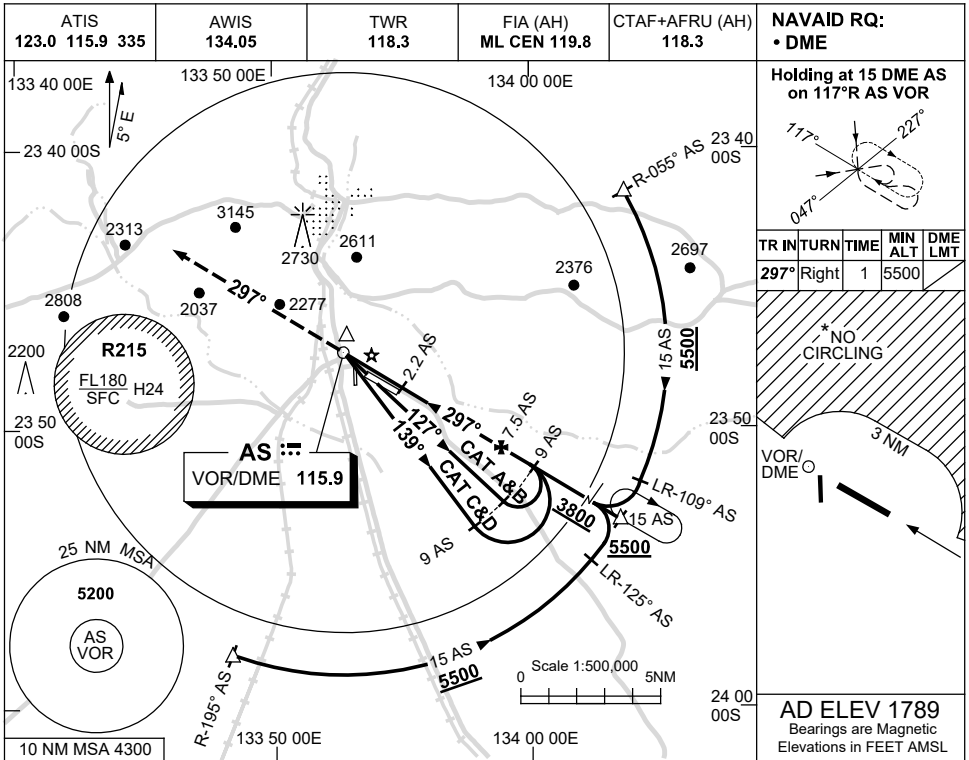 ATIS
123.0 115.9 335
AWIS
134.05
TWR
118.3
FIA (AH)
ML CEN 119.8
CTAF+AFRU (AH)
118.3
NAVAID RQ:
• DME
133 40 00E
133 50 00E
134 00 00E
5° E
23 40 00S
23 40
00S
R-055° AS
2313
3145
2730
2611
2376
2697
2808
2037
2277
297°
2200
R215
FL180
SFC
H24
23 50
00S
23 50
00S
2.2 AS
15 AS
5500
297°
7.5 AS
9 AS
127°
CAT A&B
139°
CAT C&D
AS
VOR/DME 115.9
9 AS
3800
15 AS
5500
LR-109° AS
LR-125° AS
25 NM MSA
5200
AS
VOR
15 AS
5500
R-195° AS
Scale 1:500,000
0 5NM
24 00
00S
10 NM MSA 4300
133 50 00E
134 00 00E
Holding at 15 DME AS
on 117°R AS VOR
117°
227°
047°
TR IN TURN TIME MIN ALT DME LMT
297° Right 1 5500
*NO
CIRCLING
3 NM
VOR/
DME
AD ELEV 1789
Bearings are Magnetic
Elevations in FEET AMSL